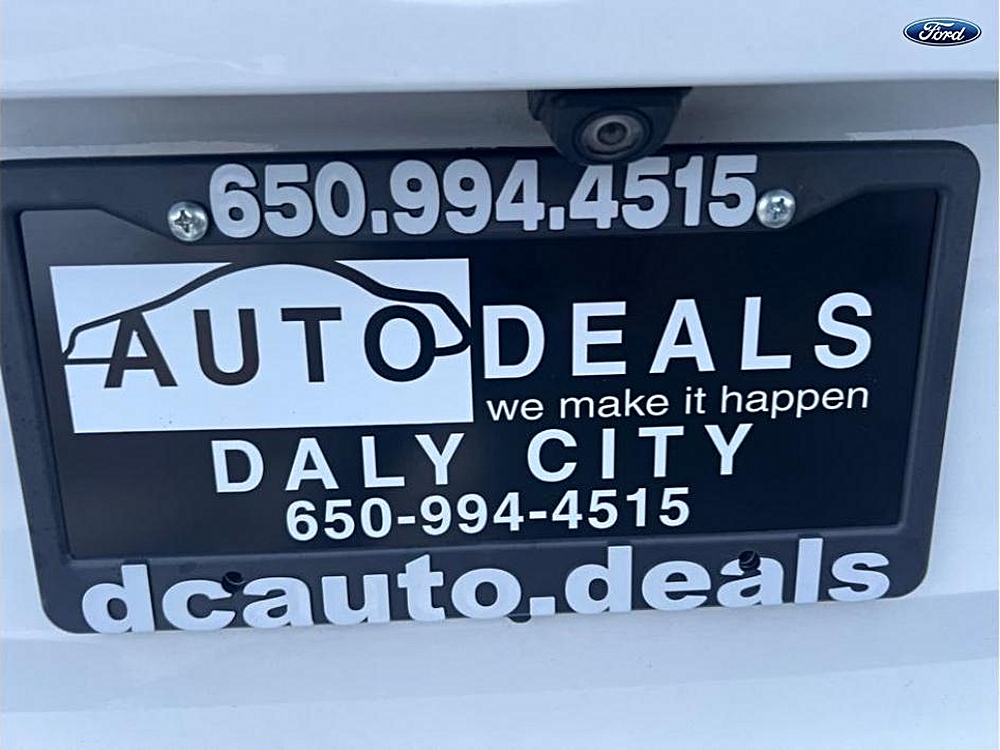 Ford
650.994.4515
AUTO DEALS
we make it happen
DALY CITY
650-994-4515
dcauto.deals